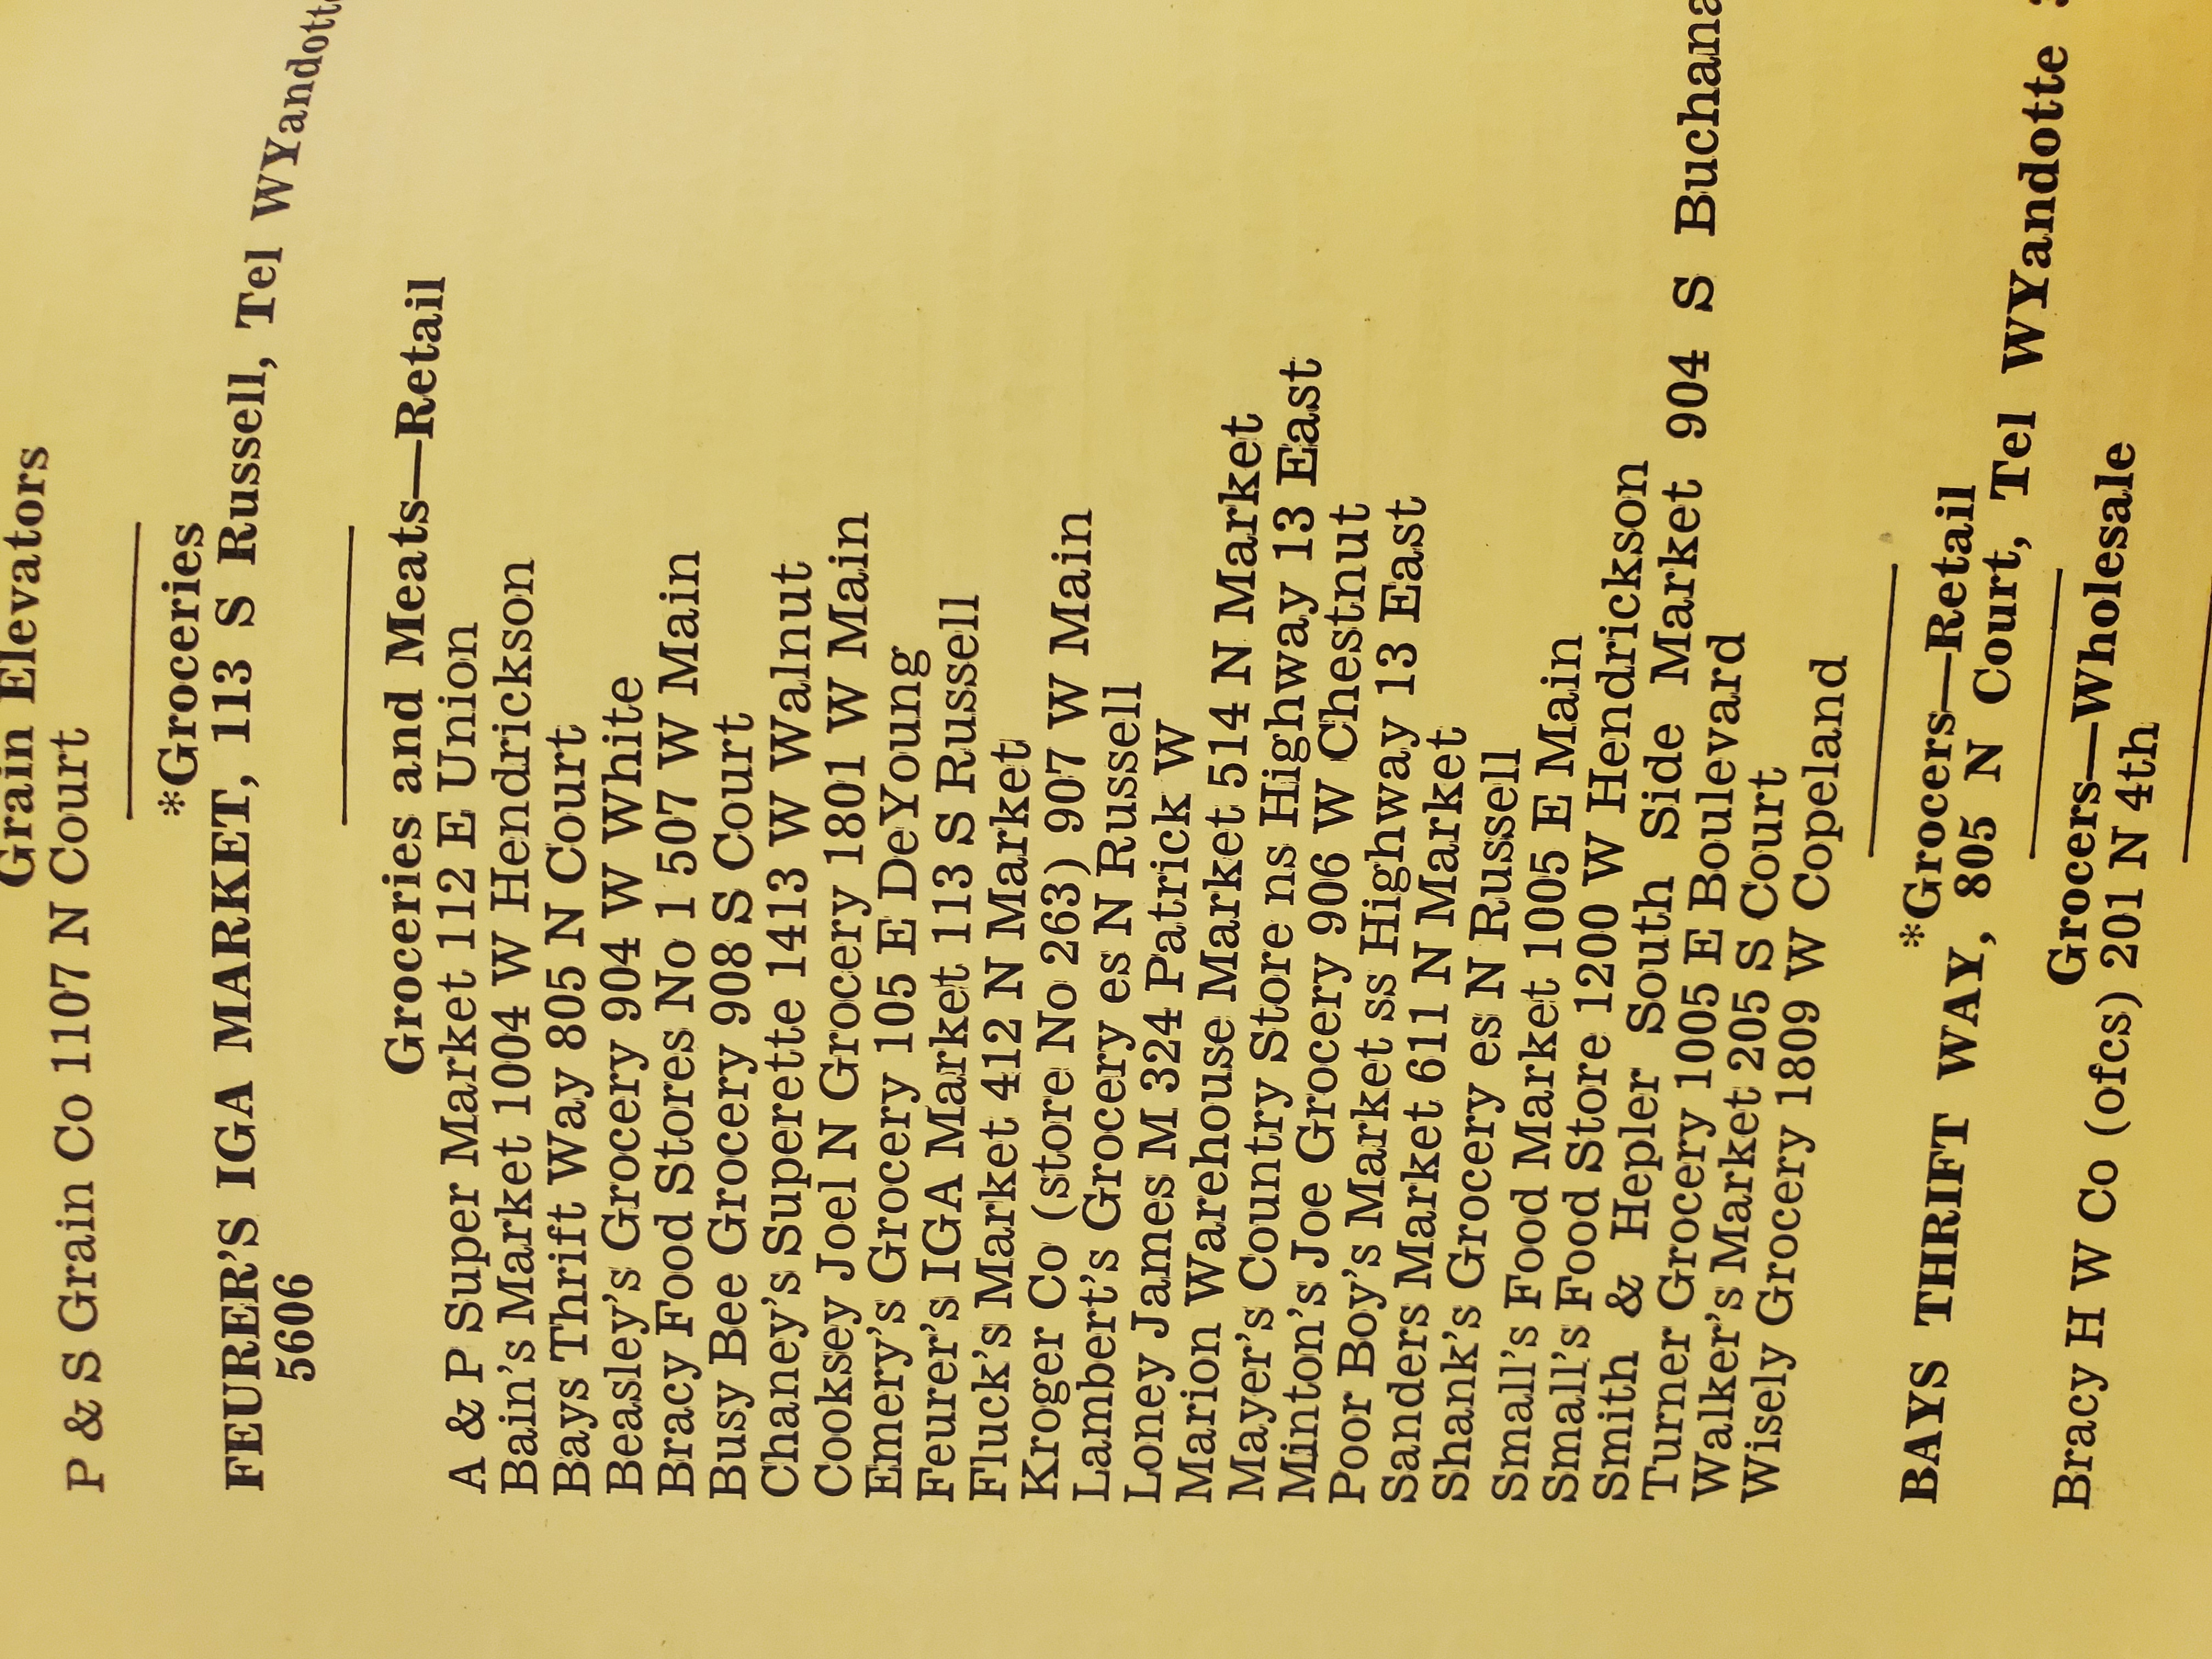 Grain Elevators
P & S Grain Co 1107 N Court
*Groceries
FEURER'S IGA MARKET, 113 S Russell, Tel WYandotte
5606
Groceries and Meats—Retail
A & P Super Market 112 E Union
Bain's Market 1004 W Hendrickson
Bays Thrift Way 805 N Court
Beasley's Grocery 904 W White
Bracy Food Stores No 1 507 W Main
Busy Bee Grocery 908 S Court
Chaney's Superette 1413 W Walnut
Cooksey Joel N Grocery 1801 W Main
Emery's Grocery 105 E DeYoung
Feurer's IGA Market 113 S Russell
Fluck's Market 412 N Market
Kroger Co (store No 263) 907 W Main
Lambert's Grocery es N Russell
Loney James M 324 Patrick W
Marion Warehouse Market 514 N Market
Mayer's Country Store ns Highway 13 East
Minton's Joe Grocery 906 W Chestnut
Poor Boy's Market ss Highway 13 East
Sanders Market 611 N Market
Shank's Grocery es N Russell
Small's Food Market 1005 E Main
Small's Food Store 1200 W Hendrickson
Smith & Hepler South Side Market 904 S Buchana
Turner Grocery 1005 E Boulevard
Walker's Market 205 S Court
Wisely Grocery 1809 W Copeland
*Grocers—Retail
BAYS THRIFT WAY, 805 N Court, Tel WYandotte
Grocers—Wholesale
Bracy H W Co (ofcs) 201 N 4th